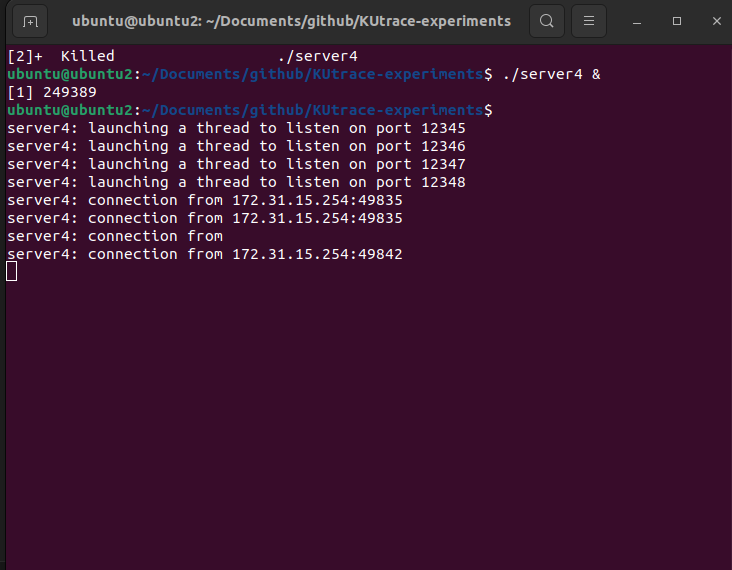 ubuntu@ubuntu2: ~/Documents/github/KUtrace-experiments
[2]+  Killed                  ./server4
ubuntu@ubuntu2:~/Documents/github/KUtrace-experiments$ ./server4 &
[1] 249389
ubuntu@ubuntu2:~/Documents/github/KUtrace-experiments$
server4: launching a thread to listen on port 12345
server4: launching a thread to listen on port 12346
server4: launching a thread to listen on port 12347
server4: launching a thread to listen on port 12348
server4: connection from 172.31.15.254:49835
server4: connection from 172.31.15.254:49835
server4: connection from
server4: connection from 172.31.15.254:49842